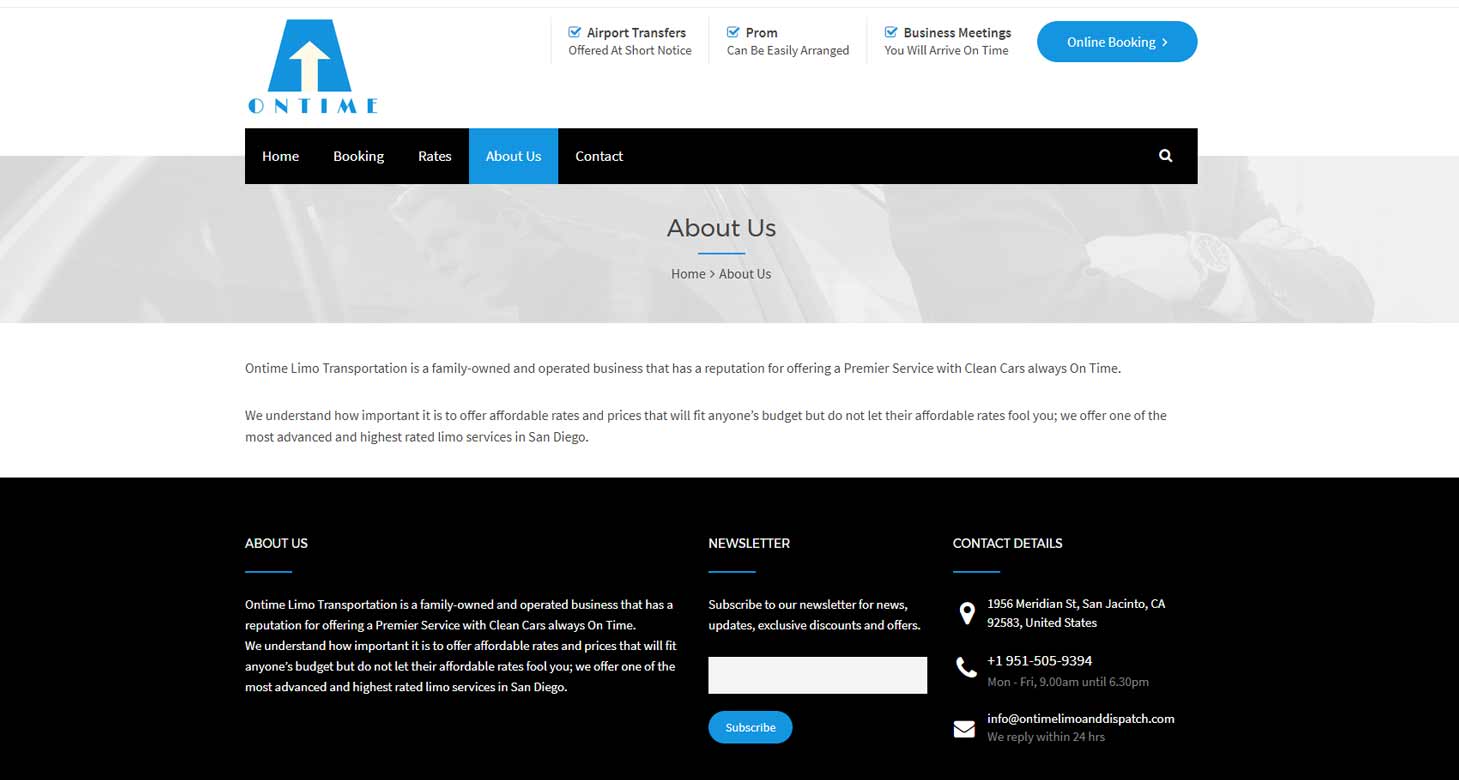 Airport Transfers
Offered At Short Notice
Prom
Can Be Easily Arranged
Business Meetings
You Will Arrive On Time
Online Booking
ONTIME
Home
Booking
Rates
About Us
Contact
About Us
Home > About Us
Ontime Limo Transportation is a family-owned and operated business that has a reputation for offering a Premier Service with Clean Cars always On Time.
We understand how important it is to offer affordable rates and prices that will fit anyone’s budget but do not let their affordable rates fool you; we offer one of the
most advanced and highest rated limo services in San Diego.
ABOUT US
Ontime Limo Transportation is a family-owned and operated business that has a
reputation for offering a Premier Service with Clean Cars always On Time.
We understand how important it is to offer affordable rates and prices that will fit
anyone’s budget but do not let their affordable rates fool you; we offer one of the
most advanced and highest rated limo services in San Diego.
NEWSLETTER
Subscribe to our newsletter for news,
updates, exclusive discounts and offers.
Subscribe
CONTACT DETAILS
1956 Meridian St, San Jacinto, CA
92583, United States
+1 951-505-9394
Mon - Fri, 9.00am until 6.30pm
info@ontimelimoanddispatch.com
We reply within 24 hrs